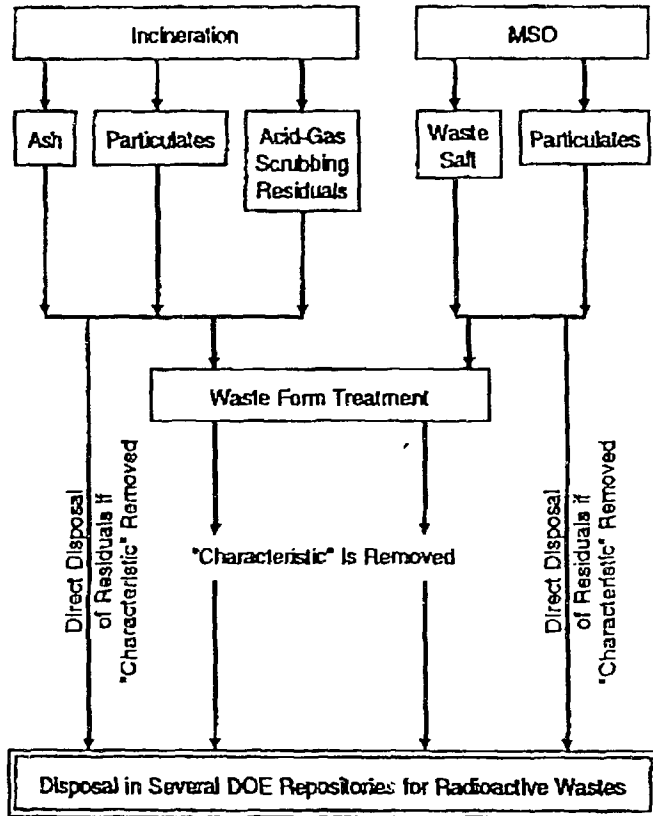 Incineration
MSO
Ash
Particulates
Acid-Gas
Scrubbing
Residuals
Waste
Salt
Particulates
Waste Form Treatment
Direct Disposal
of Residuals If
"Characteristic" Removed
"Characteristic" Is Removed
Direct Disposal
of Residuals If
"Characteristic" Removed
Disposal in Several DOE Repositories for Radioactive Wastes